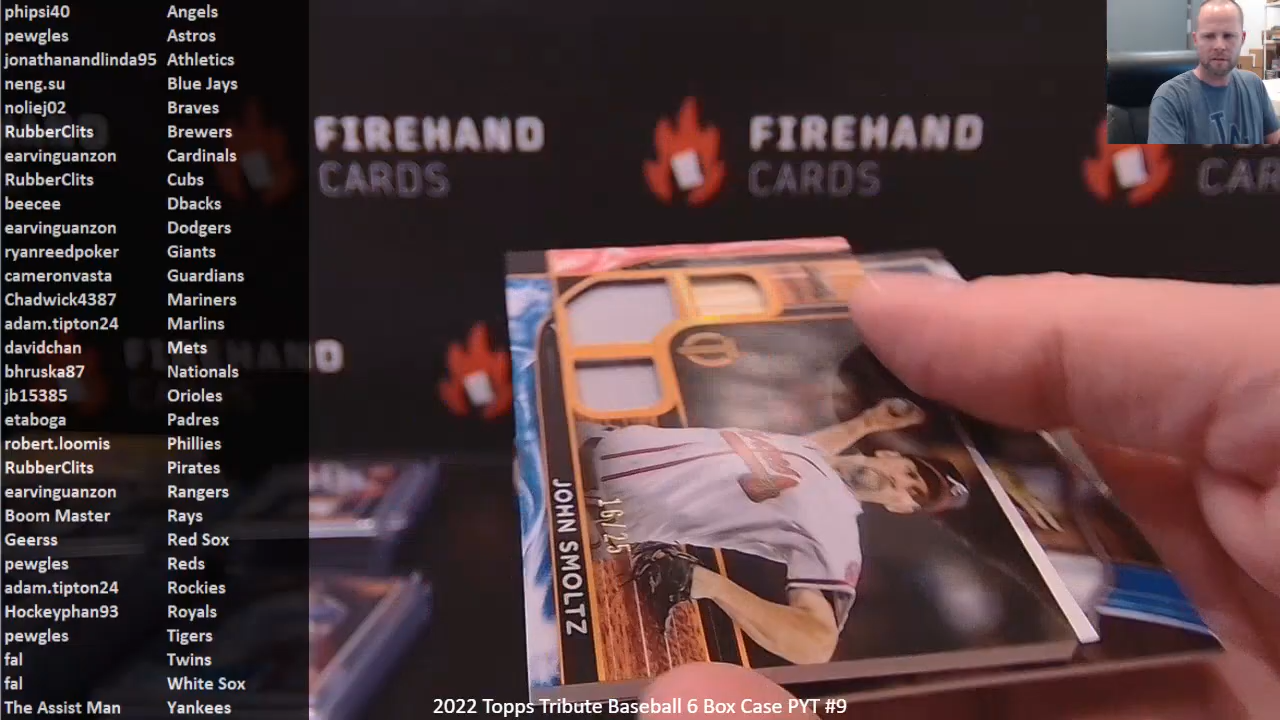 phipsi40 Angels
pewgles Astros
jonathanandlinda95 Athletics
neng.su Blue Jays
noliej02 Braves
RubberClits Brewers
earvinguanzon Cardinals
RubberClits Cubs
beecee Dbacks
earvinguanzon Dodgers
ryanreedpoker Giants
cameronvasta Guardians
Chadwick4387 Mariners
adam.tipton24 Marlins
davidchan Mets
bhruska87 Nationals
jb15385 Orioles
etaboga Padres
robert.loomis Phillies
RubberClits Pirates
earvinguanzon Rangers
Boom Master Rays
Geerss Red Sox
pewgles Reds
adam.tipton24 Rockies
Hockeyphan93 Royals
pewgles Tigers
fal Twins
fal White Sox
The Assist Man Yankees
FIREHAND
CARDS
FIREHAND
CARDS
CAR
JOHN SMOLTZ
16/25
2022 Topps Tribute Baseball 6 Box Case PYT #9